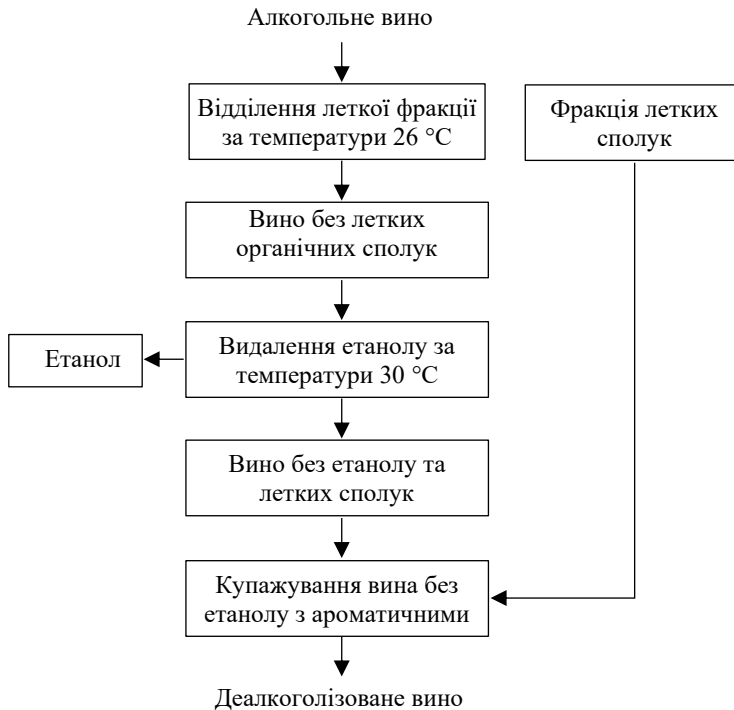 Алкогольне вино
Відділення леткої фракції
за температури 26 °C
Фракція летких
сполук
Вино без летких
органічних сполук
Етанол
Видалення етанолу за
температури 30 °C
Вино без етанолу та
летких сполук
Купажування вина без
етанолу з ароматичними
Деалкоголізоване вино